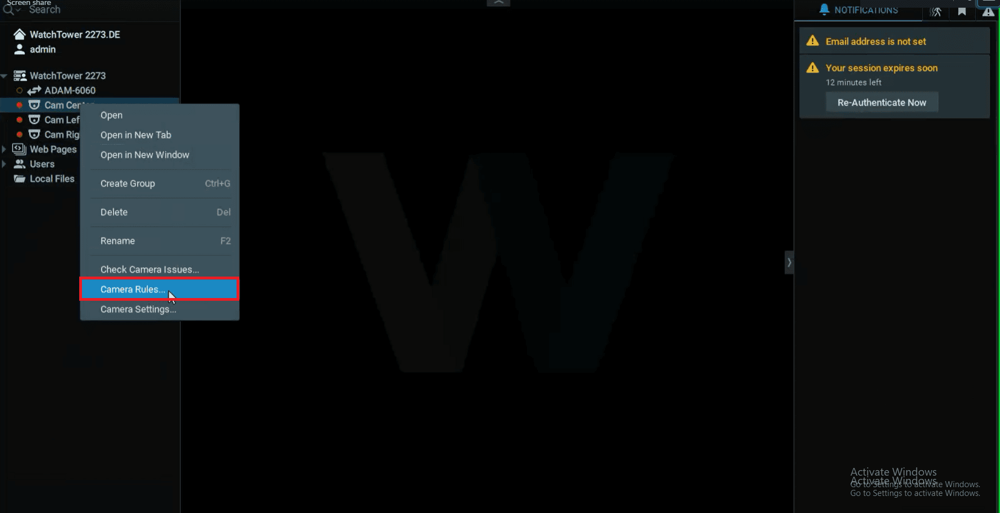 Screen share
Search
WatchTower 2273.DE
admin
WatchTower 2273
ADAM-6060
Cam Center
Cam Lef
Cam Rig
Web Pages
Users
Local Files
Open
Open in New Tab
Open in New Window
Create Group Ctrl+G
Delete Del
Rename F2
Check Camera Issues...
Camera Rules...
Camera Settings...
NOTIFICATIONS
Email address is not set
Your session expires soon
12 minutes left
Re-Authenticate Now
Activate Windows
Activate Windows
Go to Settings to activate Windows.
Go to Settings to activate Windows.